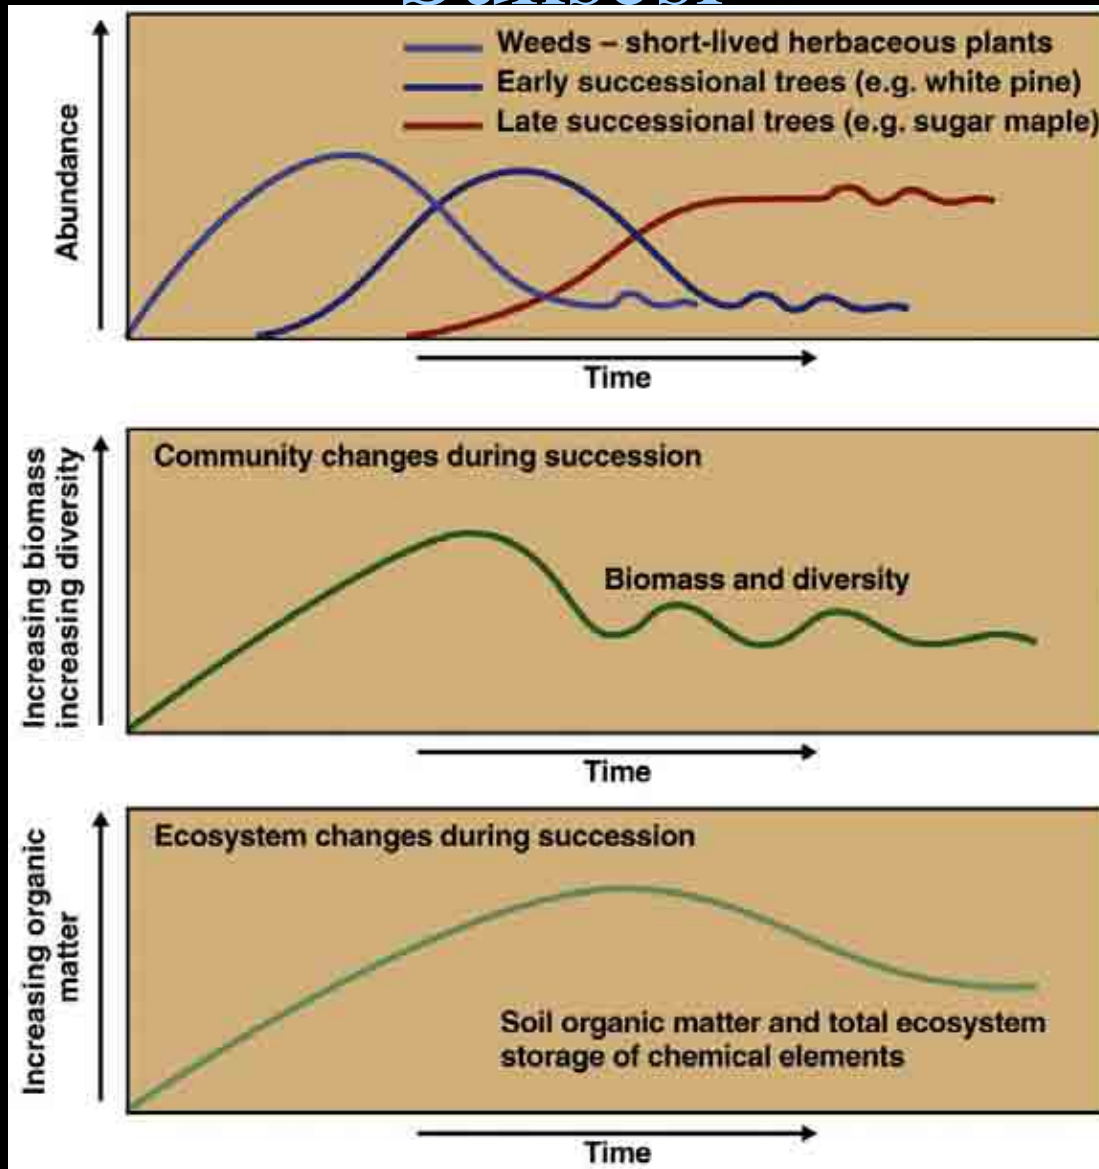 Weeds – short-lived herbaceous plants
Early successional trees (e.g. white pine)
Late successional trees (e.g. sugar maple)
Abundance
Time
Increasing biomass
increasing diversity
Community changes during succession
Biomass and diversity
Time
Increasing organic
matter
Ecosystem changes during succession
Soil organic matter and total ecosystem
storage of chemical elements
Time